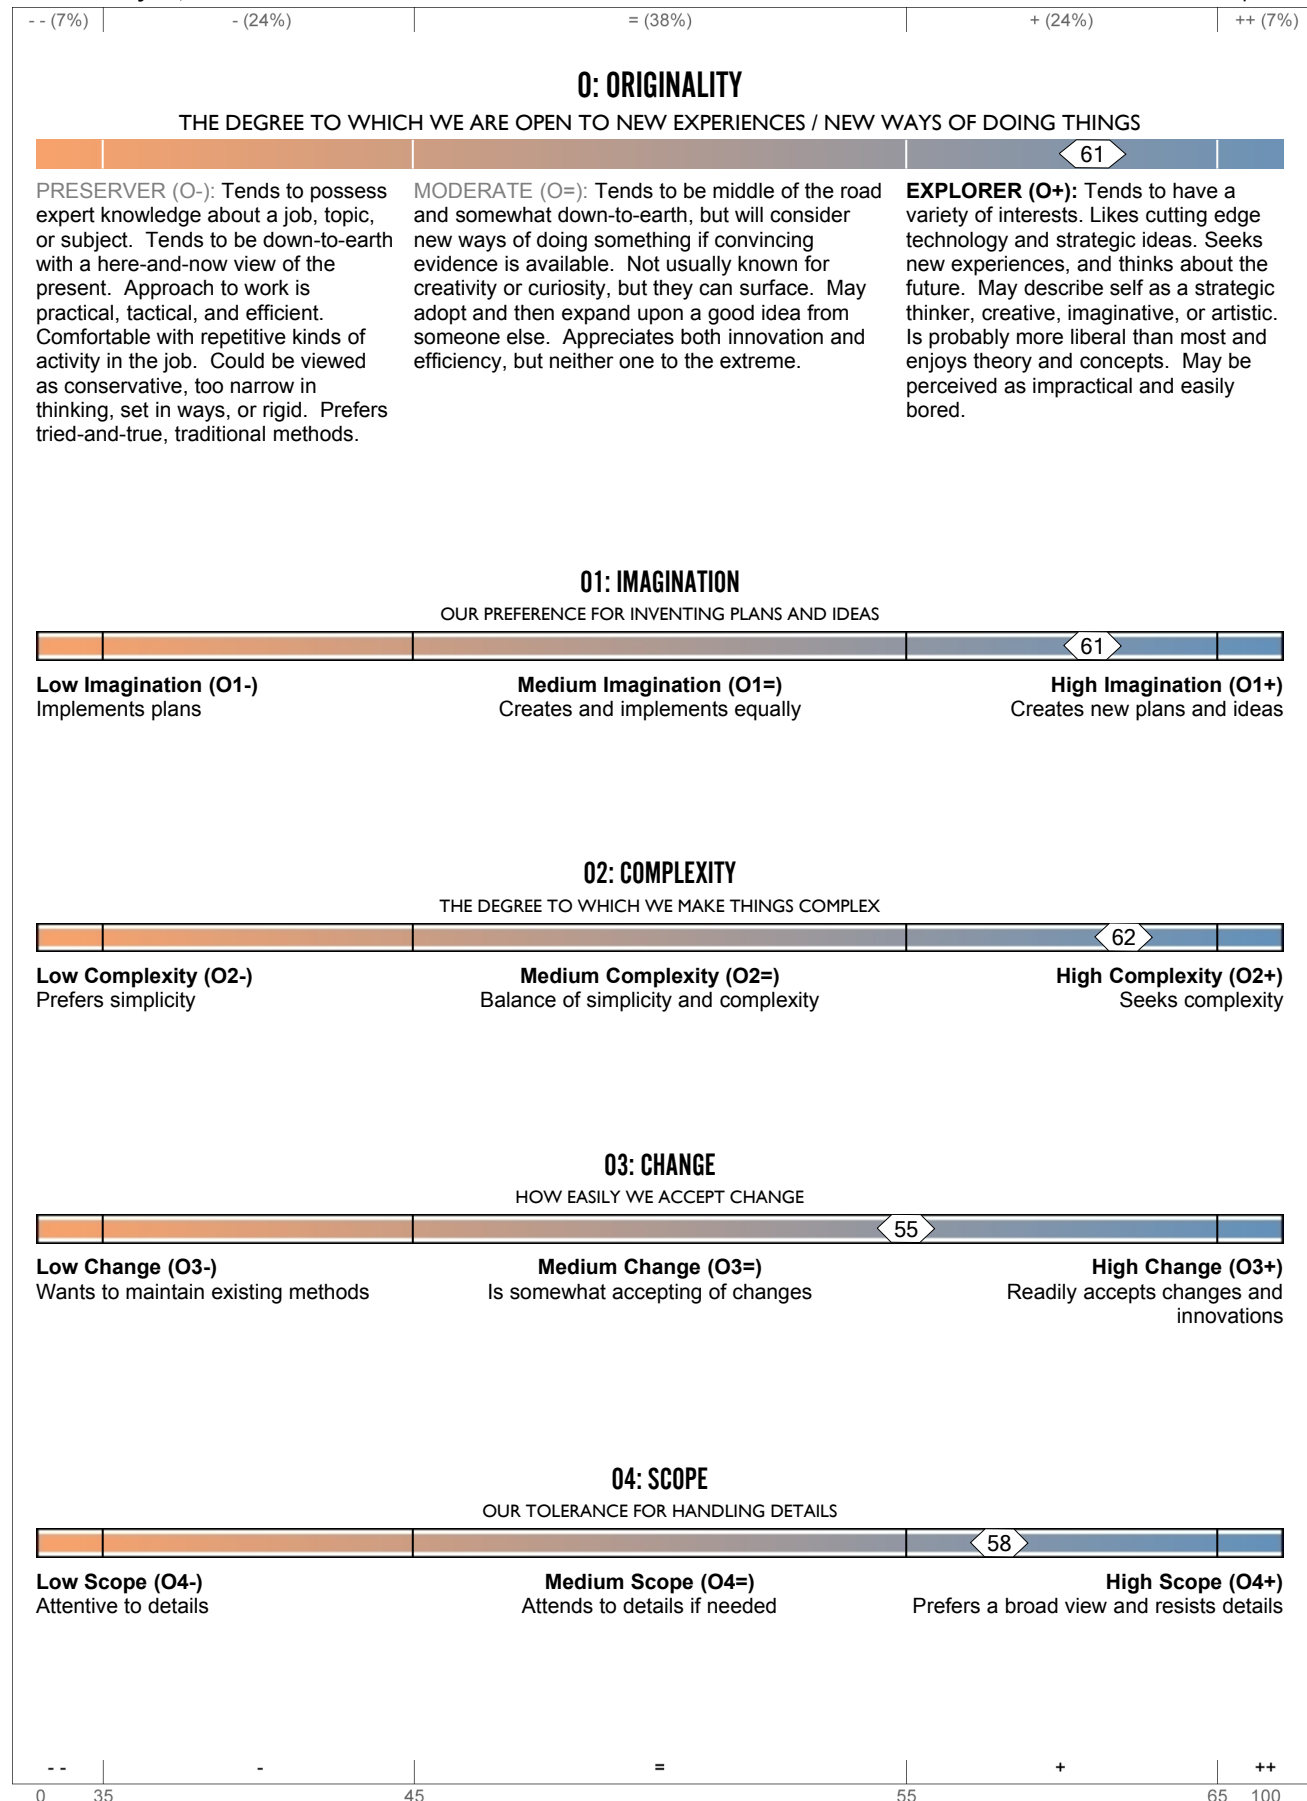 - - (7%) - (24%) = (38%) + (24%) ++ (7%)
O: ORIGINALITY
THE DEGREE TO WHICH WE ARE OPEN TO NEW EXPERIENCES / NEW WAYS OF DOING THINGS
61
PRESERVER (O-): Tends to possess
expert knowledge about a job, topic,
or subject. Tends to be down-to-earth
with a here-and-now view of the
present. Approach to work is
practical, tactical, and efficient.
Comfortable with repetitive kinds of
activity in the job. Could be viewed
as conservative, too narrow in
thinking, set in ways, or rigid. Prefers
tried-and-true, traditional methods.
MODERATE (O=): Tends to be middle of the road
and somewhat down-to-earth, but will consider
new ways of doing something if convincing
evidence is available. Not usually known for
creativity or curiosity, but they can surface. May
adopt and then expand upon a good idea from
someone else. Appreciates both innovation and
efficiency, but neither one to the extreme.
EXPLORER (O+): Tends to have a
variety of interests. Likes cutting edge
technology and strategic ideas. Seeks
new experiences, and thinks about the
future. May describe self as a strategic
thinker, creative, imaginative, or artistic.
Is probably more liberal than most and
enjoys theory and concepts. May be
perceived as impractical and easily
bored.
O1: IMAGINATION
OUR PREFERENCE FOR INVENTING PLANS AND IDEAS
61
Low Imagination (O1-)
Implements plans
Medium Imagination (O1=)
Creates and implements equally
High Imagination (O1+)
Creates new plans and ideas
O2: COMPLEXITY
THE DEGREE TO WHICH WE MAKE THINGS COMPLEX
62
Low Complexity (O2-)
Prefers simplicity
Medium Complexity (O2=)
Balance of simplicity and complexity
High Complexity (O2+)
Seeks complexity
O3: CHANGE
HOW EASILY WE ACCEPT CHANGE
55
Low Change (O3-)
Wants to maintain existing methods
Medium Change (O3=)
Is somewhat accepting of changes
High Change (O3+)
Readily accepts changes and
innovations
O4: SCOPE
OUR TOLERANCE FOR HANDLING DETAILS
58
Low Scope (O4-)
Attentive to details
Medium Scope (O4=)
Attends to details if needed
High Scope (O4+)
Prefers a broad view and resists details
- - - = + ++
0 35 45 55 65 100